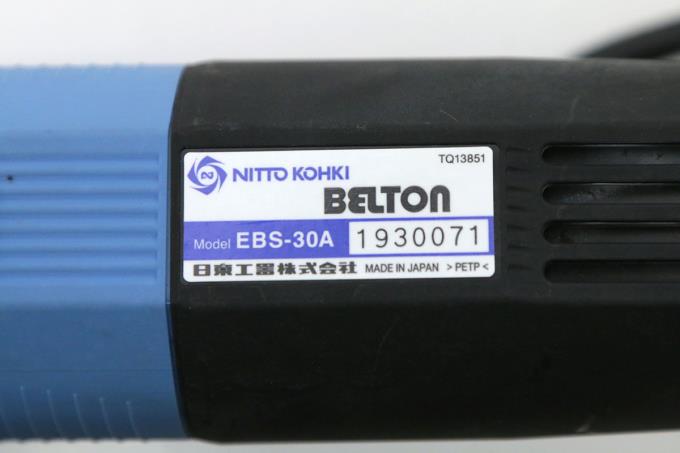 TQ13851
NITTO KOHKI
BELTON
Model EBS-30A 1930071
日東工器株式会社 MADE IN JAPAN >PETP<